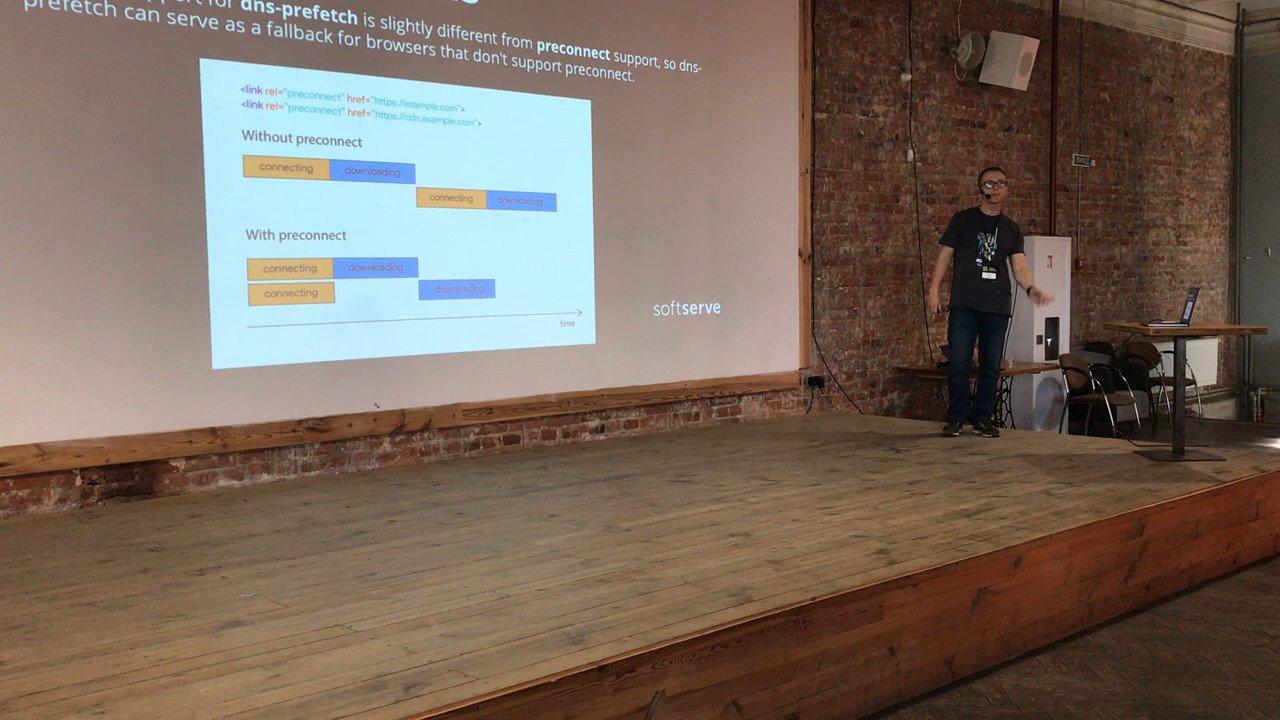 for dns-prefetch is slightly different from preconnect support, so dns-
prefetch can serve as a fallback for browsers that don't support preconnect.
<link rel="preconnect" href="https://example.com">
<link rel="preconnect" href="https://cdn.example.com">
Without preconnect
connecting downloading
connecting downloading
With preconnect
connecting downloading
connecting downloading
time
softserve